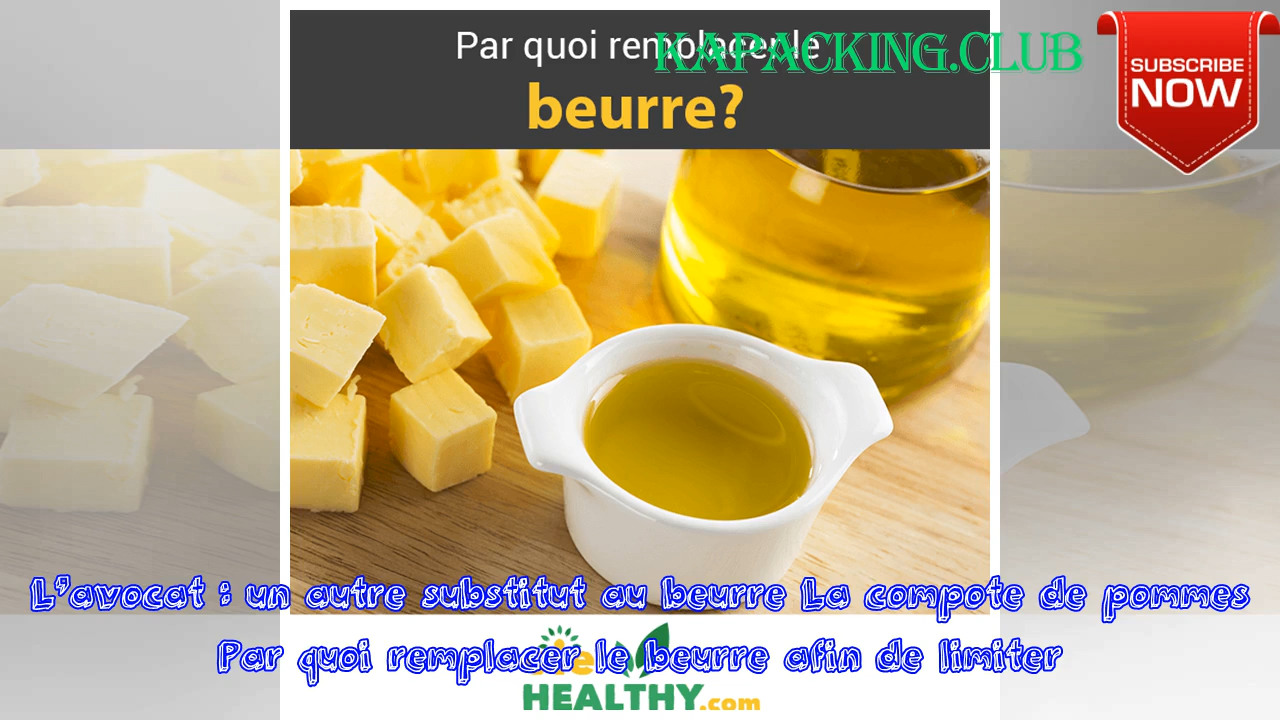 Par quoi remplacer le
KAPACKING.CLUB
beurre?
SUBSCRIBE
NOW
L'avocat : un autre substitut au beurre La compote de pommes
Par quoi remplacer le beurre afin de limiter
HEALTHY.com